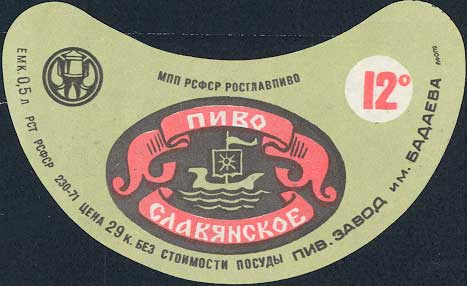 МПП РСФСР РОСГЛАВПИВО
12°
ПИВО
СЛАВЯНСКОЕ
ЕМК. 0,5 л РСТ РСФСР 230-71 ЦЕНА 29 к. БЕЗ СТОИМОСТИ ПОСУДЫ ПИВ. ЗАВОД им. БАДАЕВА